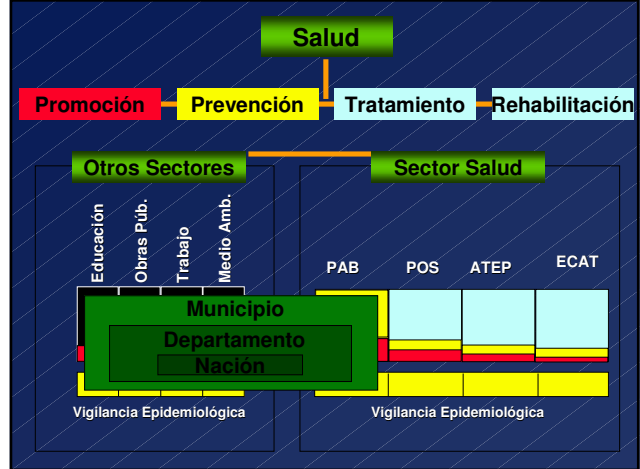 Salud
Promoción Prevención Tratamiento Rehabilitación
Otros Sectores Sector Salud
Educación
Obras Púb.
Trabajo
Medio Amb.
PAB POS ATEP ECAT
Municipio
Departamento
Nación
Vigilancia Epidemiológica Vigilancia Epidemiológica